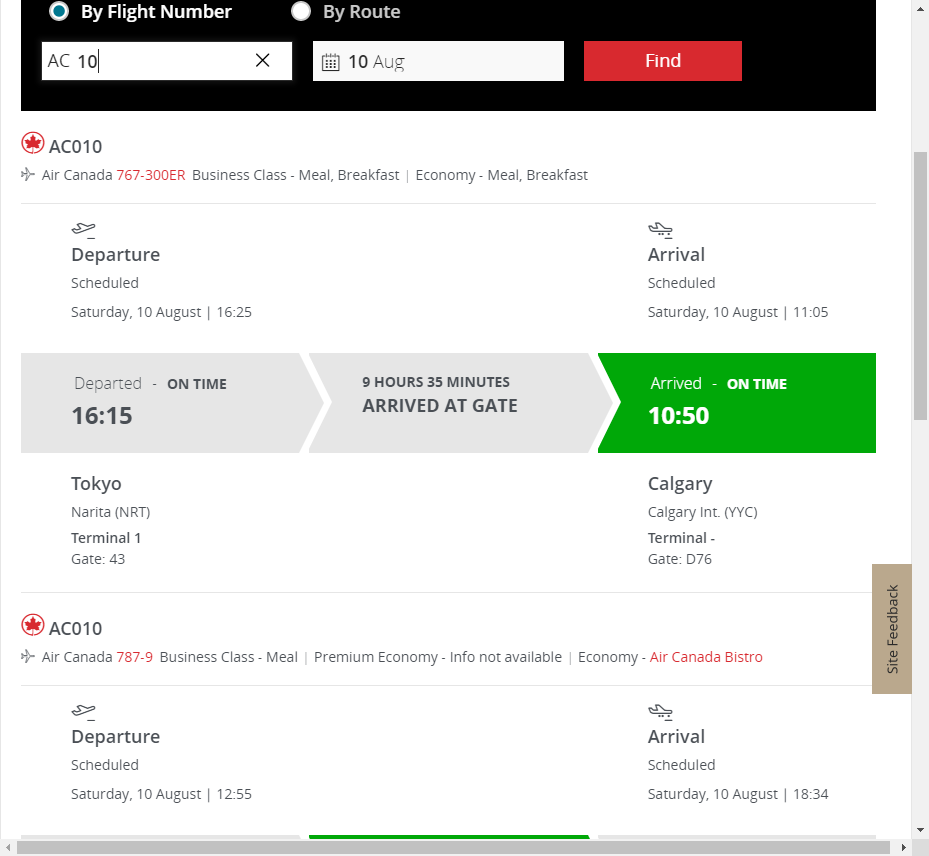 By Flight Number By Route
AC 10 10 Aug Find
AC010
Air Canada 767-300ER Business Class - Meal, Breakfast | Economy - Meal, Breakfast
Departure Arrival
Scheduled Scheduled
Saturday, 10 August | 16:25 Saturday, 10 August | 11:05
Departed - ON TIME 9 HOURS 35 MINUTES Arrived - ON TIME
16:15 ARRIVED AT GATE 10:50
Tokyo Calgary
Narita (NRT) Calgary Int. (YYC)
Terminal 1 Terminal -
Gate: 43 Gate: D76
Site Feedback
AC010
Air Canada 787-9 Business Class - Meal | Premium Economy - Info not available | Economy - Air Canada Bistro
Departure Arrival
Scheduled Scheduled
Saturday, 10 August | 12:55 Saturday, 10 August | 18:34